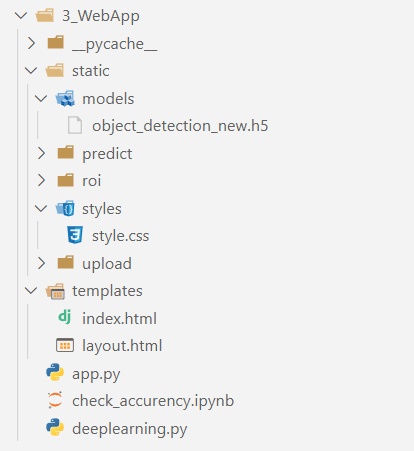 3_WebApp
__pycache__
static
models
object_detection_new.h5
predict
roi
styles
style.css
upload
templates
dj index.html
layout.html
app.py
check_accurency.ipynb
deeplearning.py